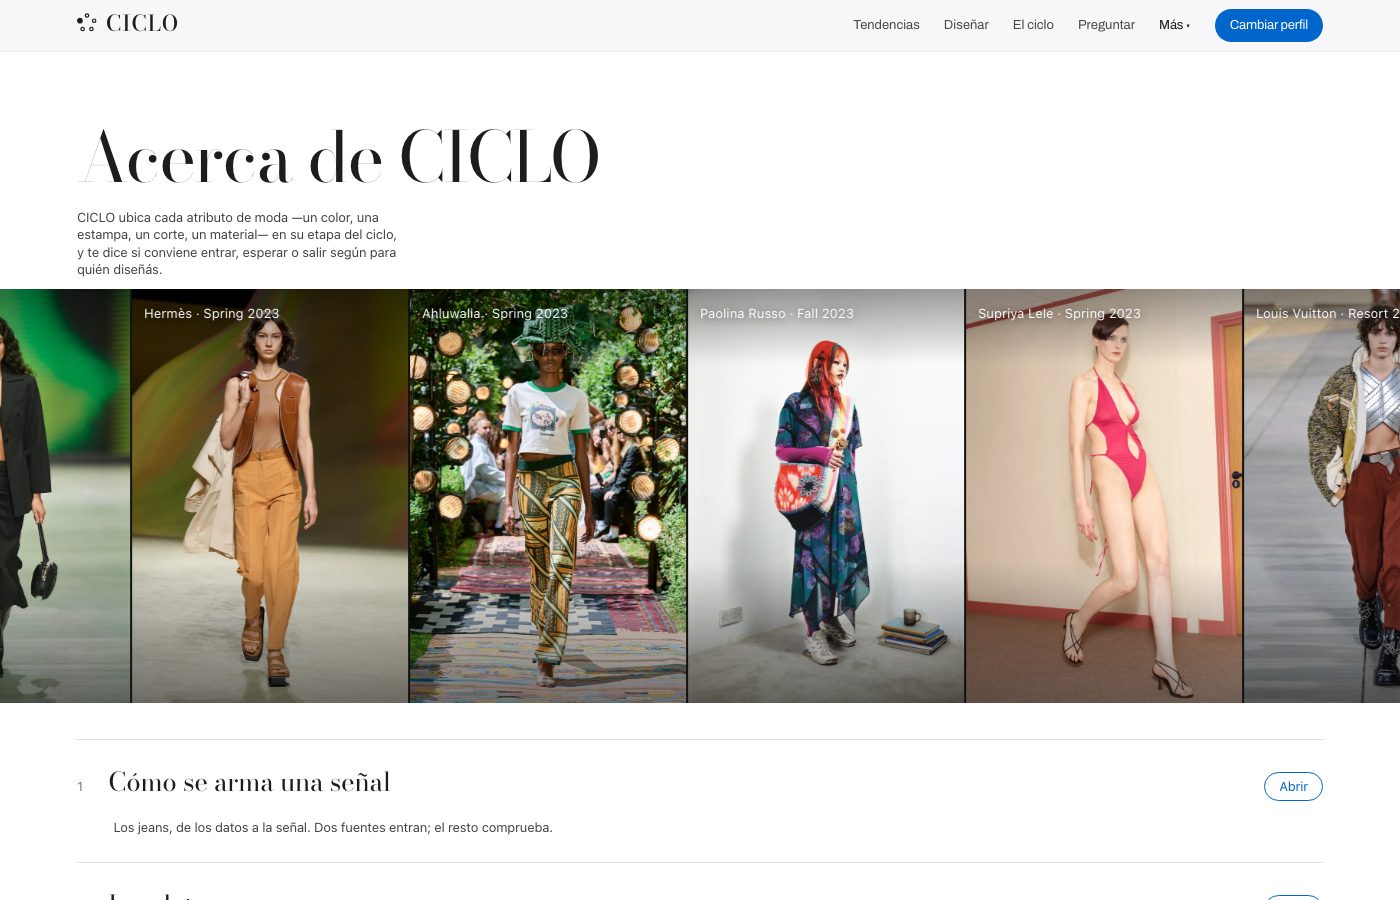 CICLO
Tendencias
Diseñar
El ciclo
Preguntar
Más
Cambiar perfil
Acerca de CICLO
CICLO ubica cada atributo de moda —un color, una
estampa, un corte, un material— en su etapa del ciclo,
y te dice si conviene entrar, esperar o salir según para
quién diseñás.
Hermès · Spring 2023
Ahluwalia · Spring 2023
Paolina Russo · Fall 2023
Supriya Lele · Spring 2023
Louis Vuitton · Resort 2
1
Cómo se arma una señal
Abrir
Los jeans, de los datos a la señal. Dos fuentes entran; el resto comprueba.